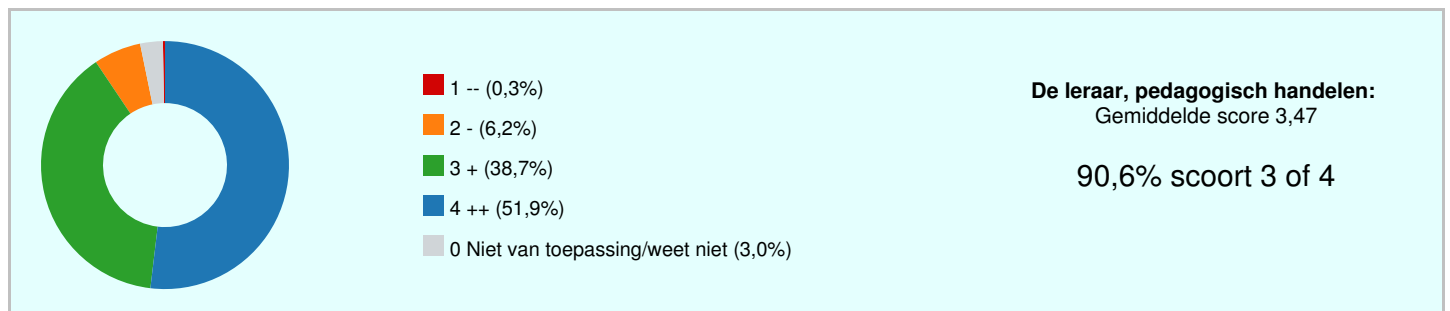 1 -- (0,3%)
2 - (6,2%)
3 + (38,7%)
4 ++ (51,9%)
0 Niet van toepassing/weet niet (3,0%)
De leraar, pedagogisch handelen:
Gemiddelde score 3,47
90,6% scoort 3 of 4